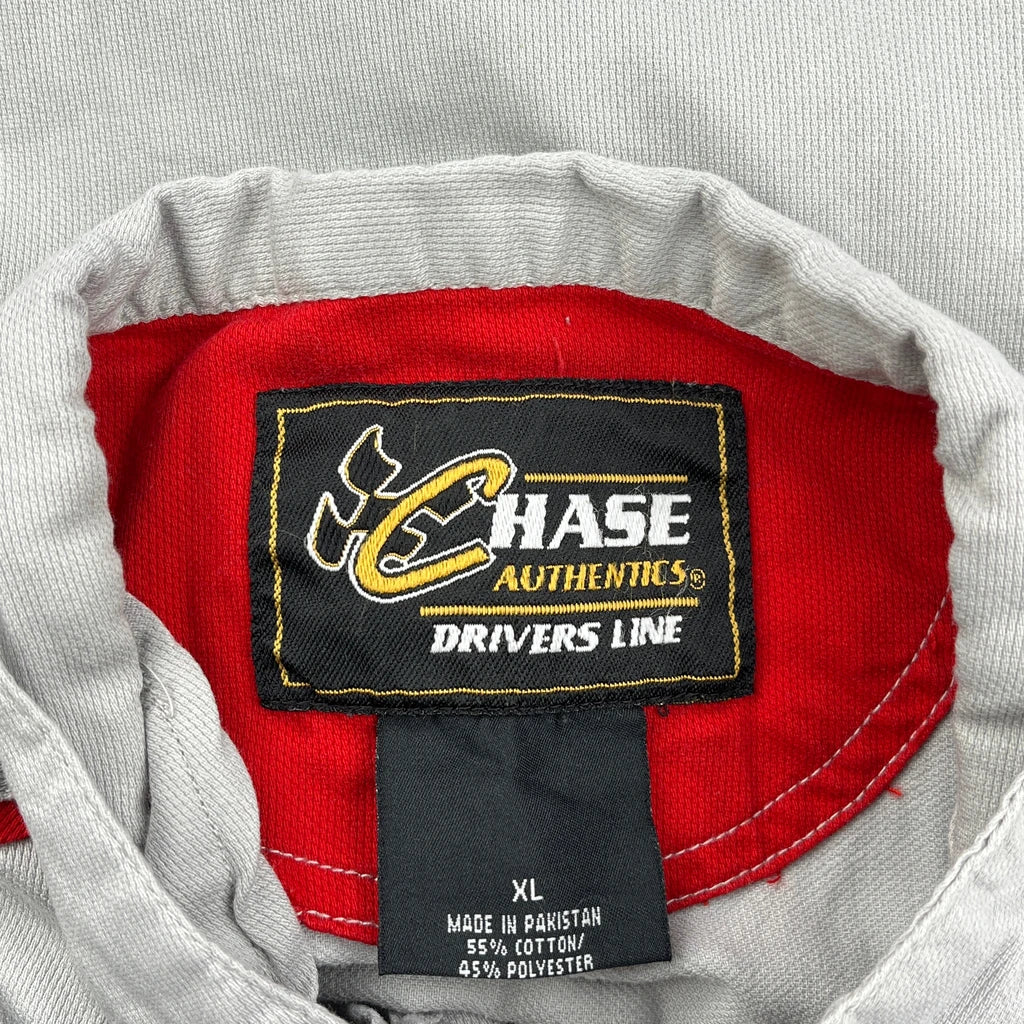 CHASE
AUTHENTICS®
DRIVERS LINE
XL
MADE IN PAKISTAN
55% COTTON/
45% POLYESTER